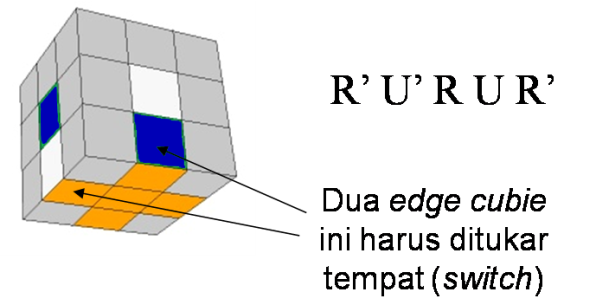 R’ U’ R U R’
Dua edge cubie
ini harus ditukar
tempat (switch)